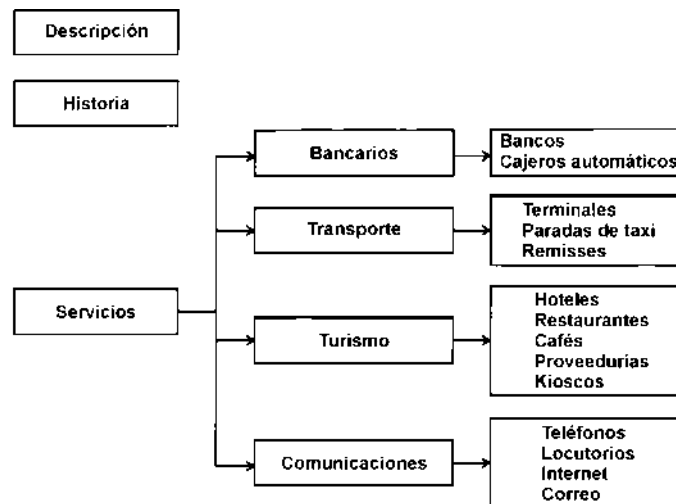 Descripción
Historia
Servicios
Bancarios
Bancos
Cajeros automáticos
Transporte
Terminales
Paradas de taxi
Remisses
Turismo
Hoteles
Restaurantes
Cafés
Proveedurías
Kioscos
Comunicaciones
Teléfonos
Locutorios
Internet
Correo